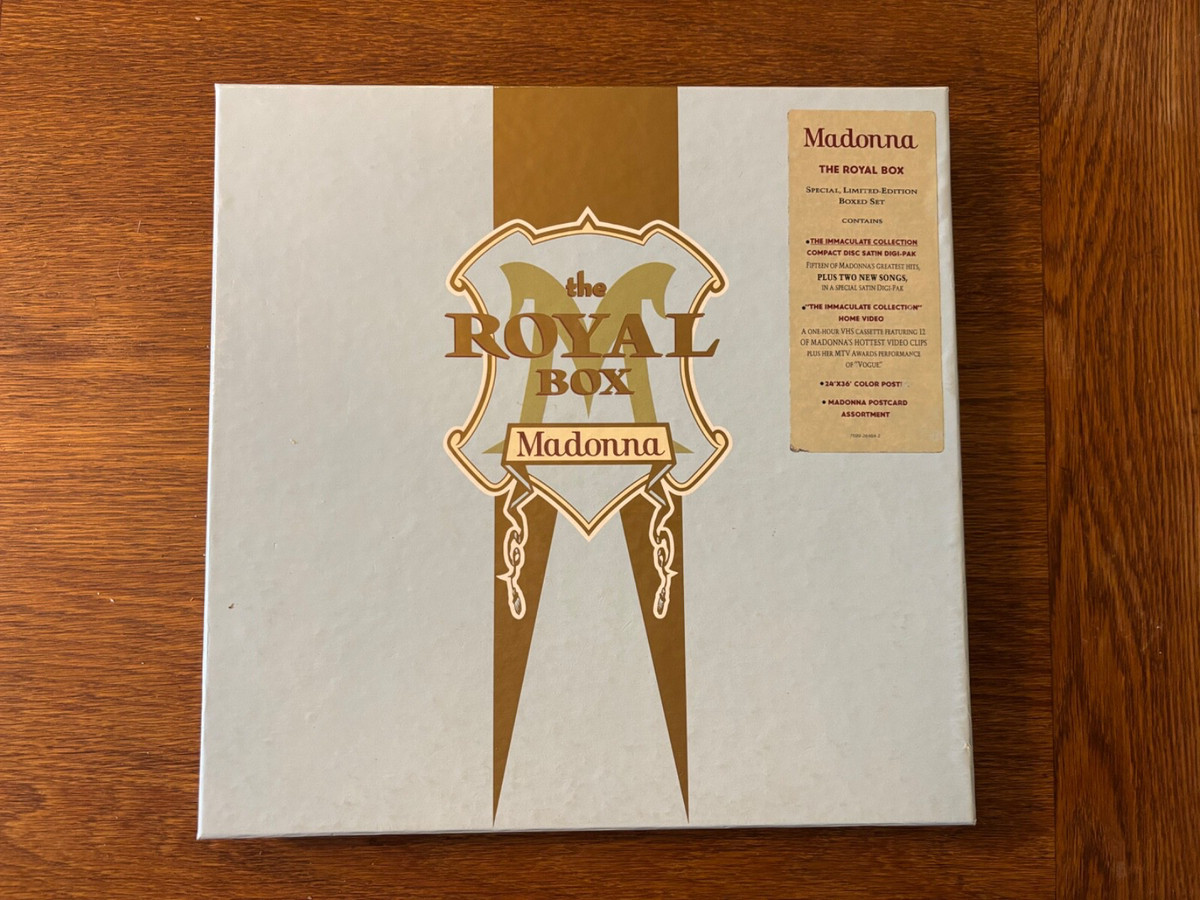 the
ROYAL
BOX
Madonna
Madonna
THE ROYAL BOX
SPECIAL, LIMITED-EDITION
BOXED SET
CONTAINS
•THE IMMACULATE COLLECTION
COMPACT DISC SATIN DIGI-PAK
FIFTEEN OF MADONNA'S GREATEST HITS,
PLUS TWO NEW SONGS,
IN A SPECIAL SATIN DIGI-PAK
•"THE IMMACULATE COLLECTION"
HOME VIDEO
A ONE-HOUR VHS CASSETTE FEATURING 12
OF MADONNA'S HOTTEST VIDEO CLIPS
PLUS HER MTV AWARDS PERFORMANCE
OF "VOGUE"
• 24"X36" COLOR
• MADONNA POSTCARD
ASSORTMENT